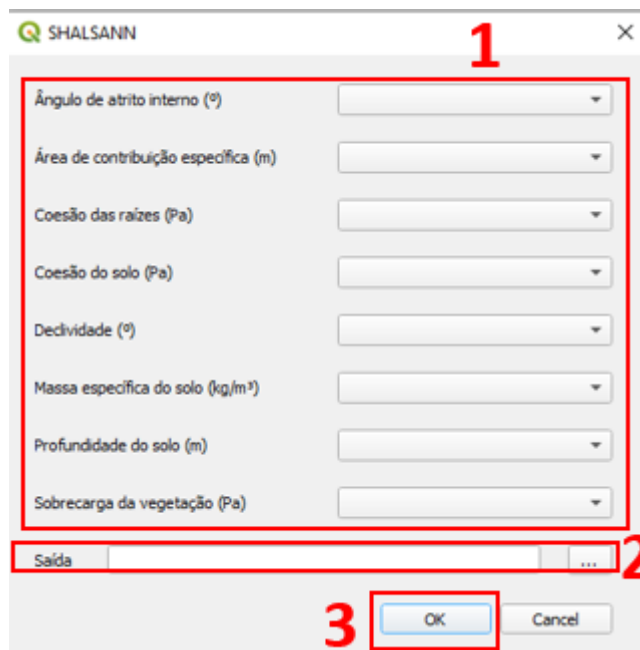 SHALSANN
1
Ângulo de atrito interno (º)
Área de contribuição específica (m)
Coesão das raízes (Pa)
Coesão do solo (Pa)
Declividade (º)
Massa específica do solo (kg/m³)
Profundidade do solo (m)
Sobrecarga da vegetação (Pa)
Saída ... 2
3 OK Cancel